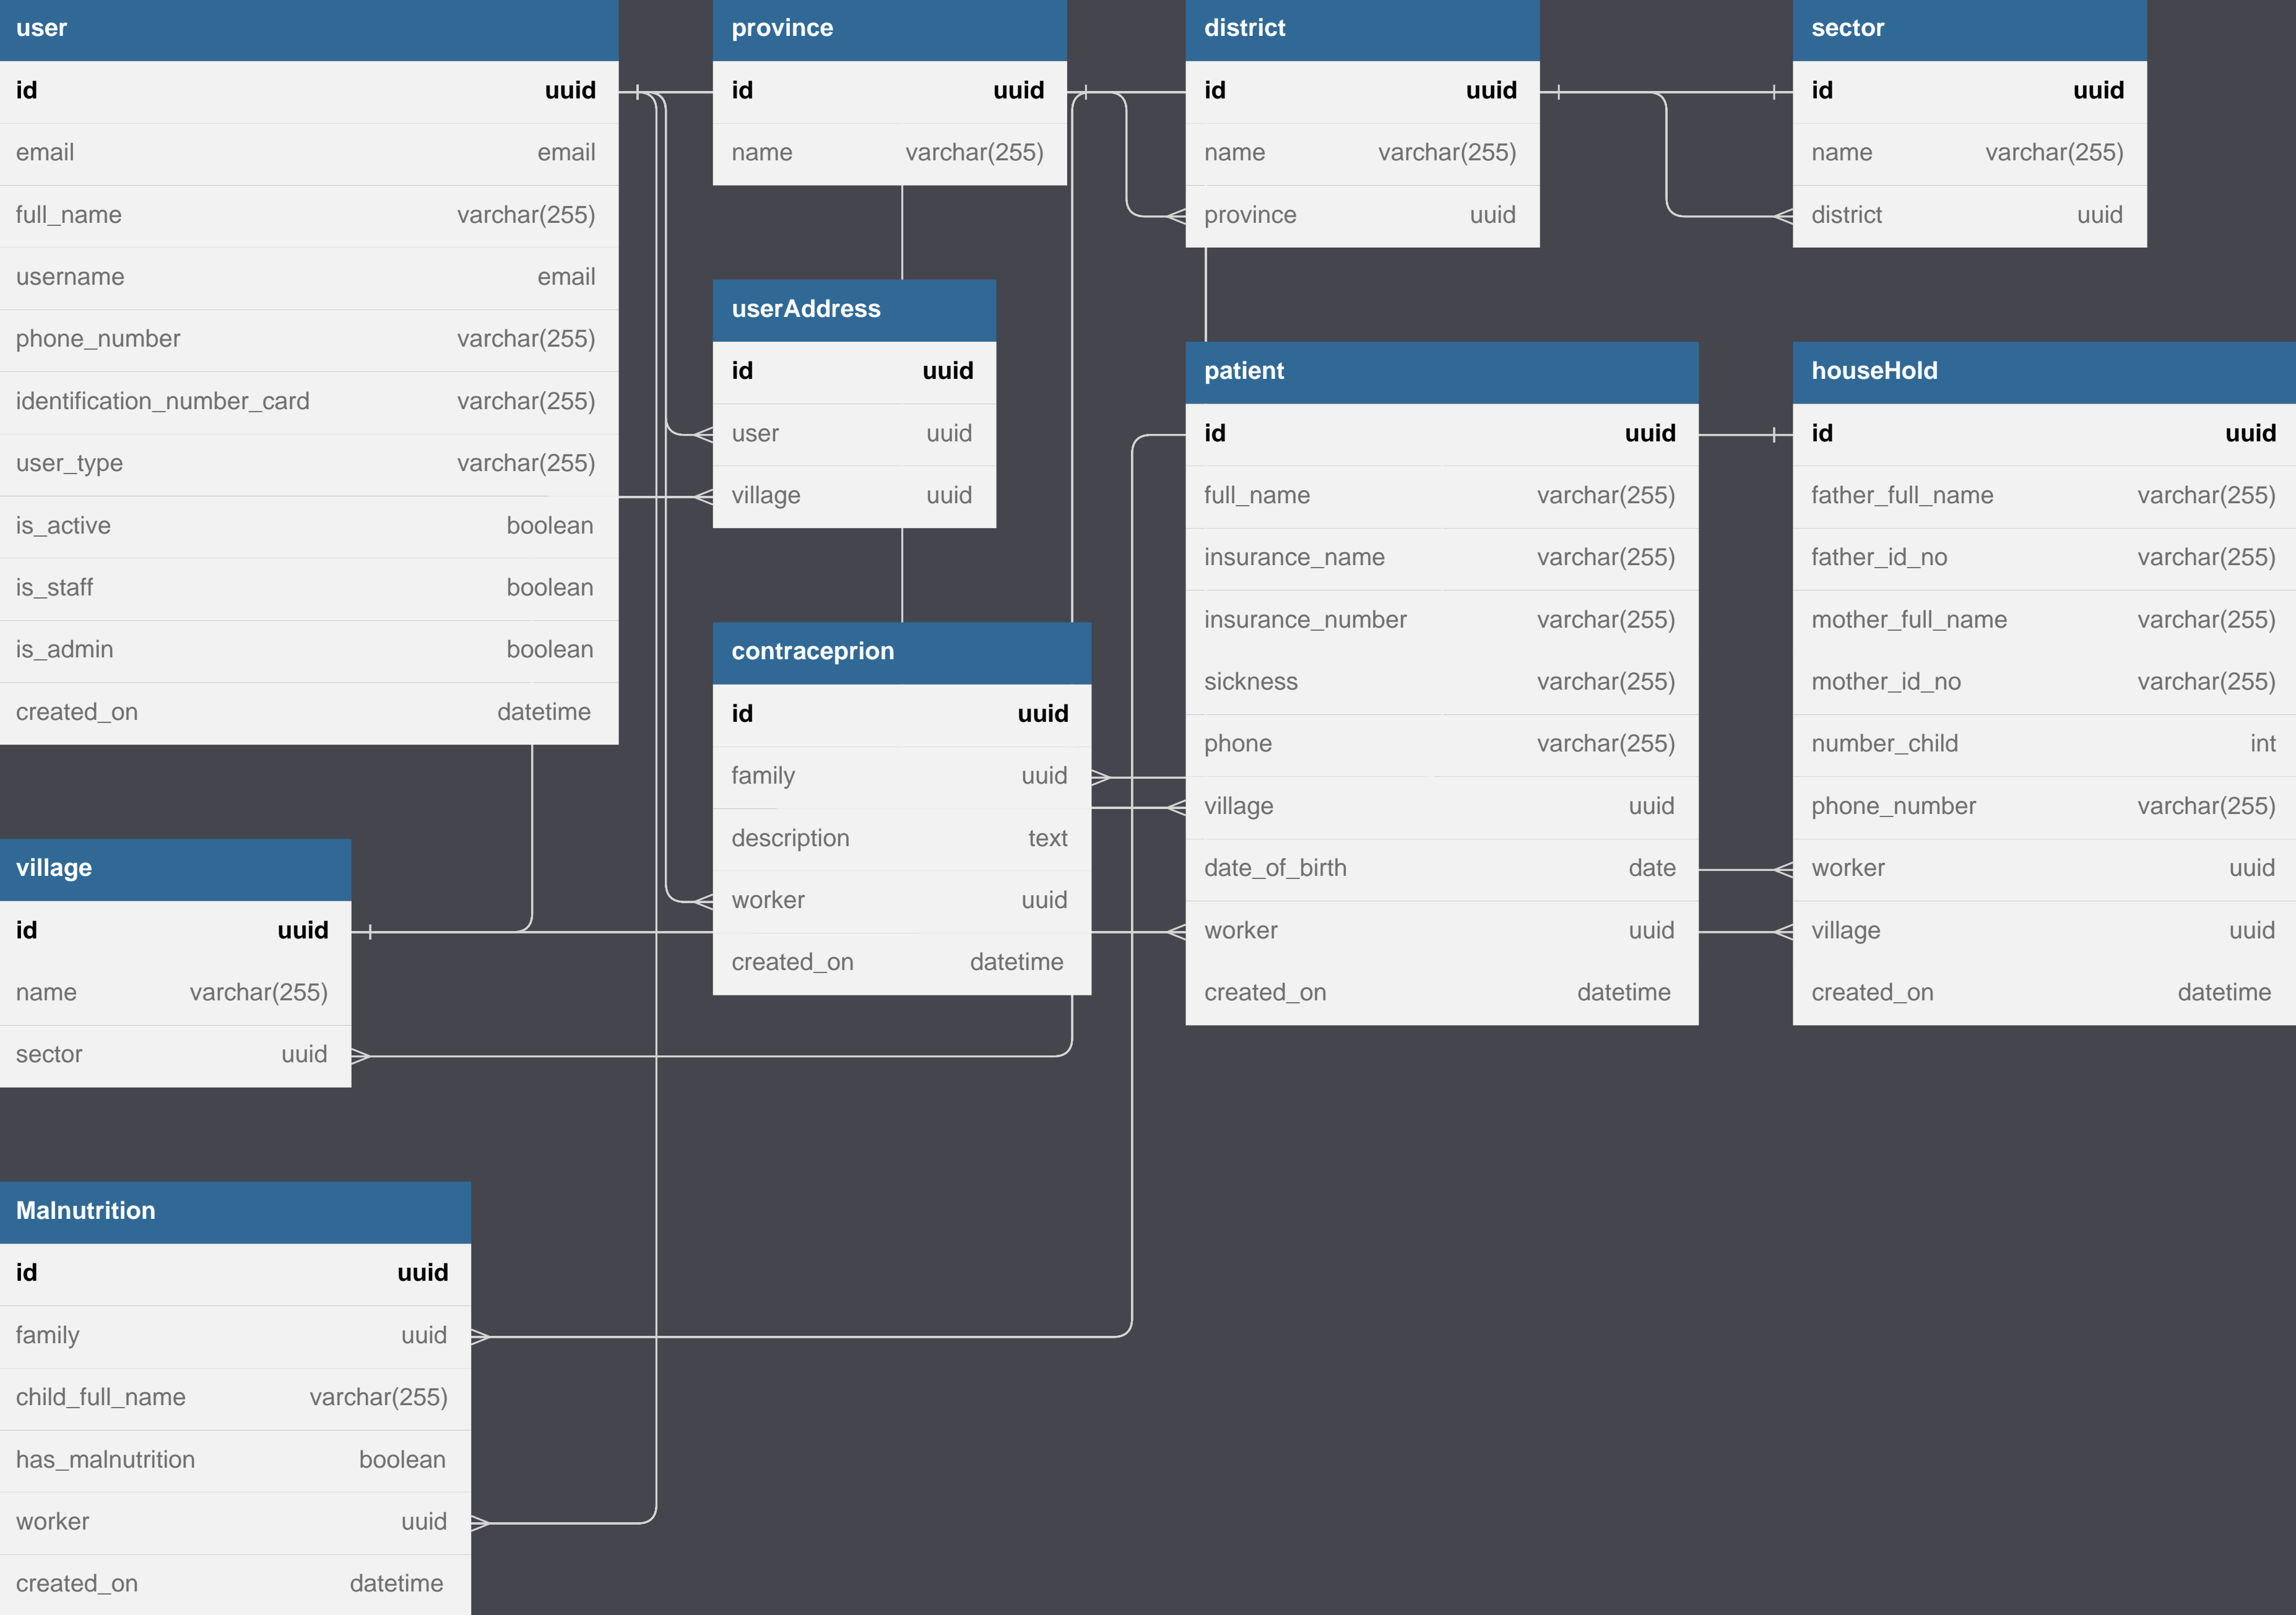 user
id uuid
email email
full_name varchar(255)
username email
phone_number varchar(255)
identification_number_card varchar(255)
user_type varchar(255)
is_active boolean
is_staff boolean
is_admin boolean
created_on datetime
province
id uuid
name varchar(255)
district
id uuid
name varchar(255)
province uuid
sector
id uuid
name varchar(255)
district uuid
userAddress
id uuid
user uuid
village uuid
patient
id uuid
full_name varchar(255)
insurance_name varchar(255)
insurance_number varchar(255)
sickness varchar(255)
phone varchar(255)
village uuid
date_of_birth date
worker uuid
created_on datetime
houseHold
id uuid
father_full_name varchar(255)
father_id_no varchar(255)
mother_full_name varchar(255)
mother_id_no varchar(255)
number_child int
phone_number varchar(255)
worker uuid
village uuid
created_on datetime
contraceprion
id uuid
family uuid
description text
worker uuid
created_on datetime
village
id uuid
name varchar(255)
sector uuid
Malnutrition
id uuid
family uuid
child_full_name varchar(255)
has_malnutrition boolean
worker uuid
created_on datetime